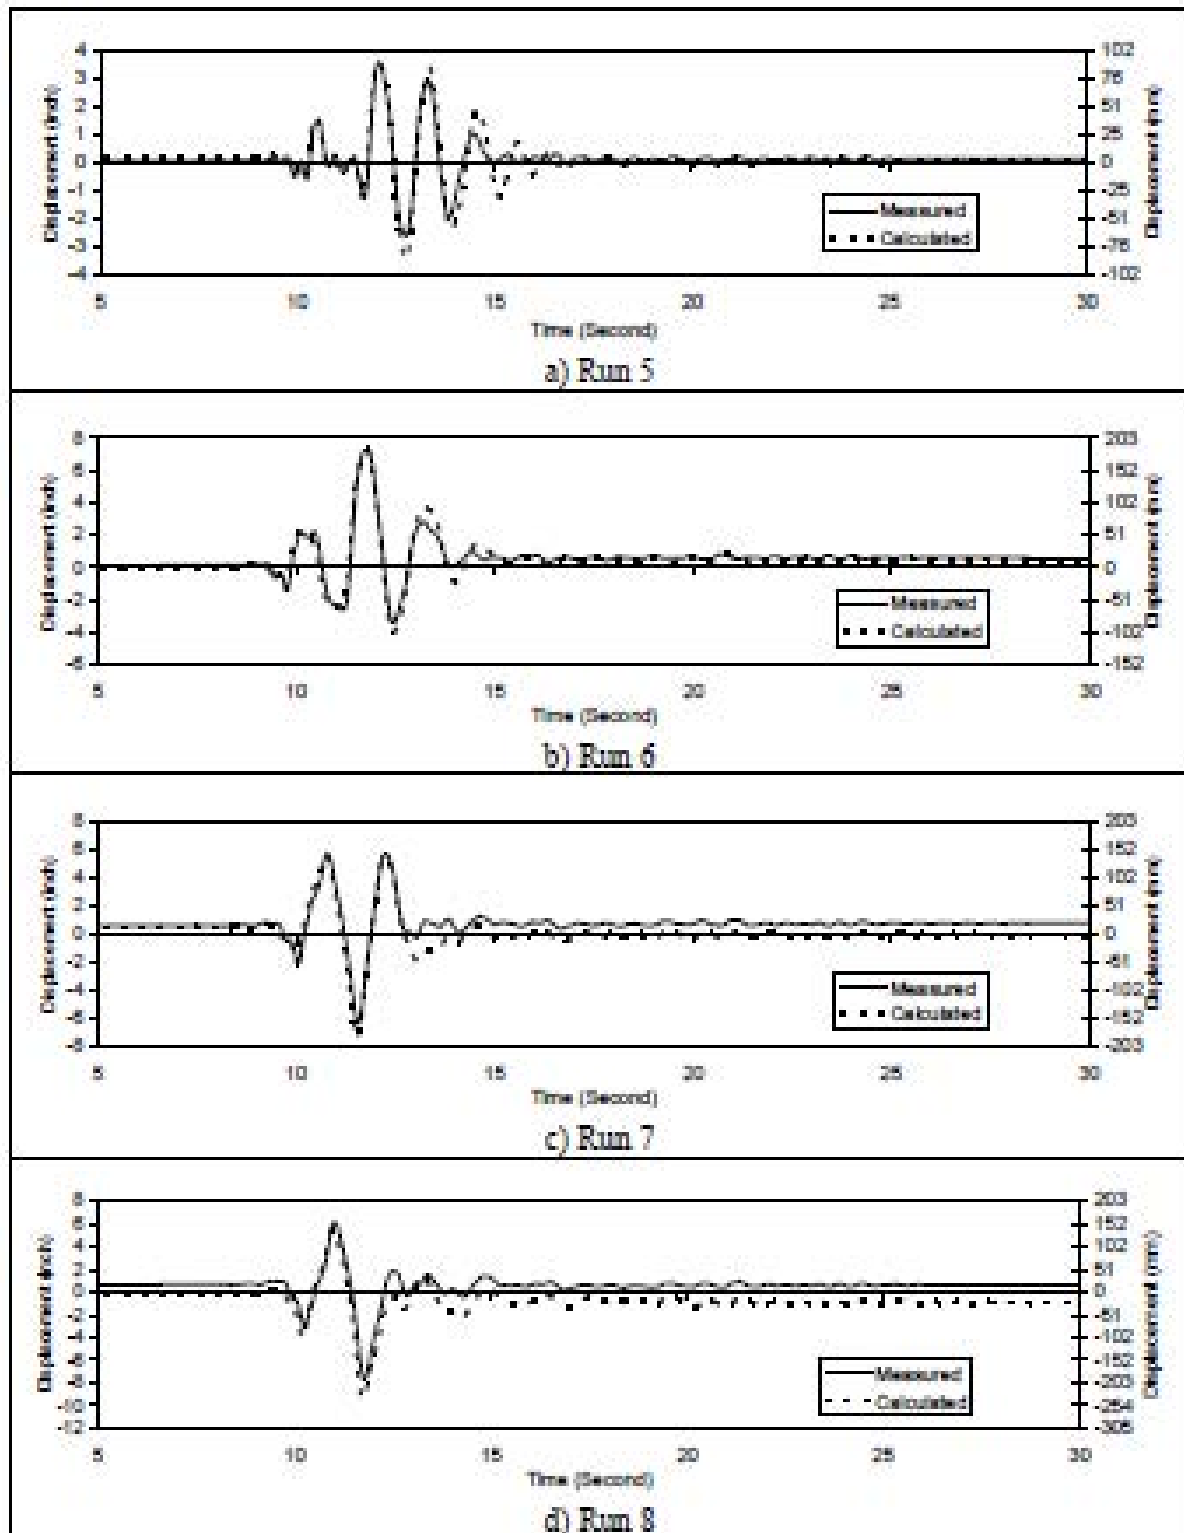 4 102
3 76
2 51
1 25
0 0
-1 -25
-2 -51
-3 -76
-4 -102
Displacement (inch) Displacement (mm)
Measured
Calculated
5 10 15 20 25 30
Time (Second)
a) Run 5
8 203
6 152
4 102
2 51
0 0
-2 -51
-4 -102
-6 -152
Displacement (inch) Displacement (mm)
Measured
Calculated
5 10 15 20 25 30
Time (Second)
b) Run 6
8 203
6 152
4 102
2 51
0 0
-2 -51
-4 -102
-6 -152
-8 -203
Displacement (inch) Displacement (mm)
Measured
Calculated
5 10 15 20 25 30
Time (Second)
c) Run 7
8 203
6 152
4 102
2 51
0 0
-2 -51
-4 -102
-6 -152
-8 -203
-10 -254
-12 -305
Displacement (inch) Displacement (mm)
Measured
Calculated
5 10 15 20 25 30
Time (Second)
d) Run 8